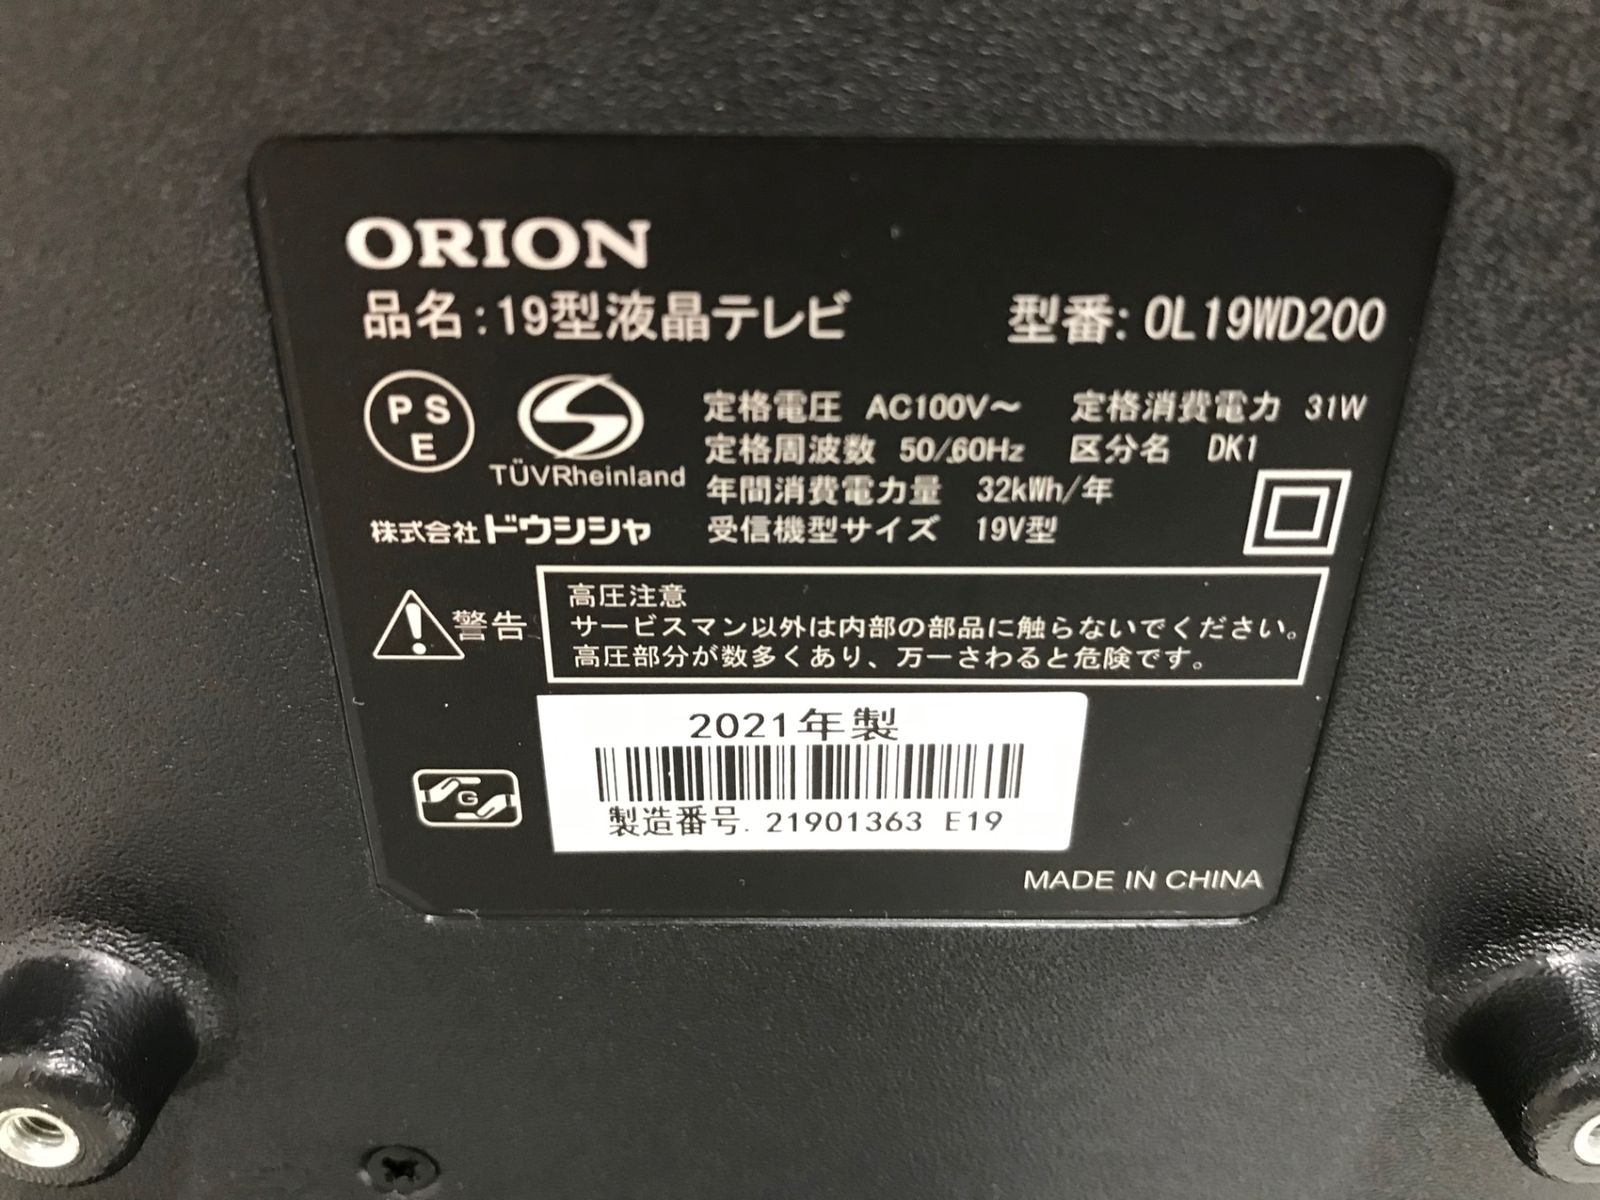 ORION
品名:19型液晶テレビ 型番:OL19WD200
PSE
TÜVRheinland
定格電圧 AC100V～ 定格消費電力 31W
定格周波数 50/60Hz 区分名 DK1
年間消費電力量 32kWh/年
株式会社ドウシシャ
受信機型サイズ 19V型
警告
高圧注意
サービスマン以外は内部の部品に触らないでください。
高圧部分が数多くあり、万一さわると危険です。
2021年製
製造番号. 21901363 E19
G
MADE IN CHINA